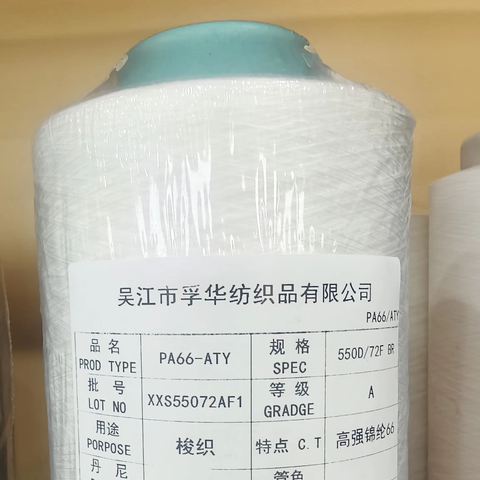 吴江市孚华纺织品有限公司
PA66/ATY
品 名 PA66-ATY 规 格 550D/72F BR
PROD TYPE SPEC
批 号 XXS55072AF1 等 级 A
LOT NO GRADGE
用途 梭织 特点 C.T 高强锦纶66
PORPOSE
丹 尼 管色